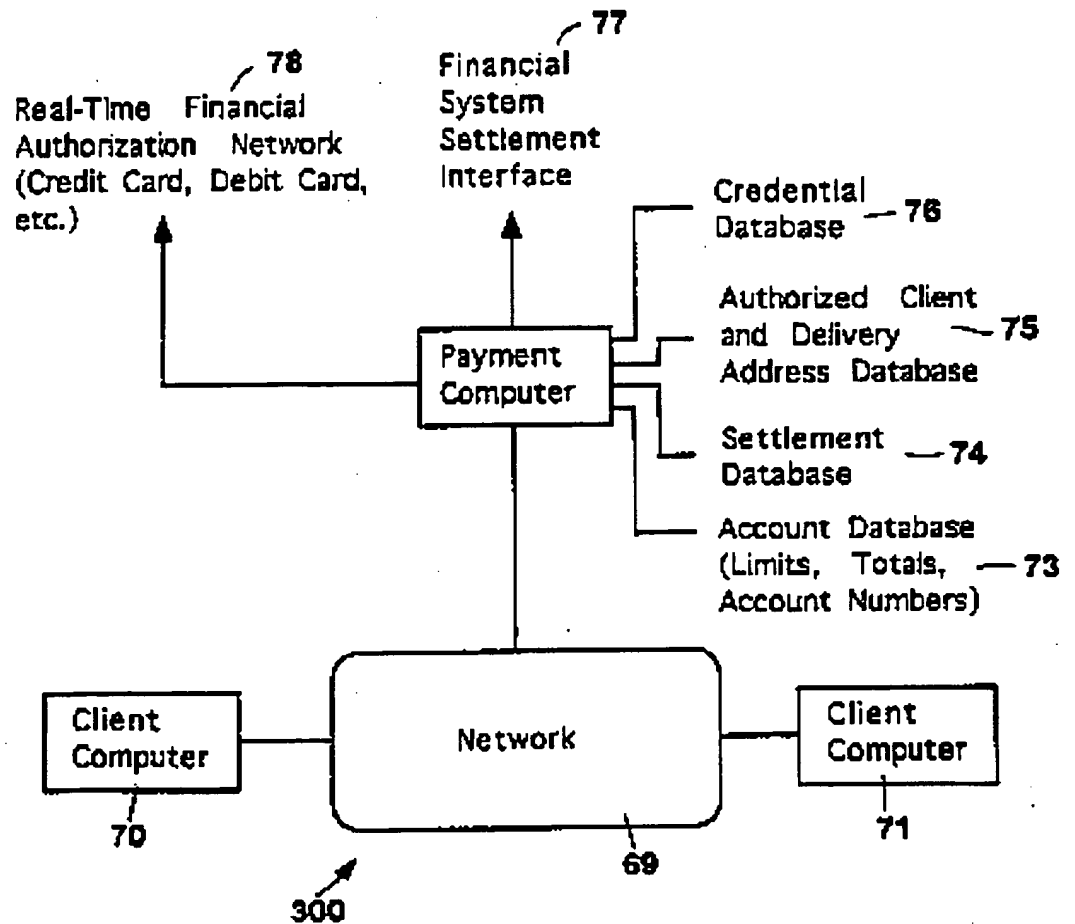 78
Real-Time Financial
Authorization Network
(Credit Card, Debit Card,
etc.)
77
Financial
System
Settlement
Interface
Credential
Database
76
Authorized Client
and Delivery
Address Database
75
Payment
Computer
Settlement
Database
74
Account Database
(Limits, Totals,
Account Numbers)
73
Client
Computer
70
Network
69
Client
Computer
71
300